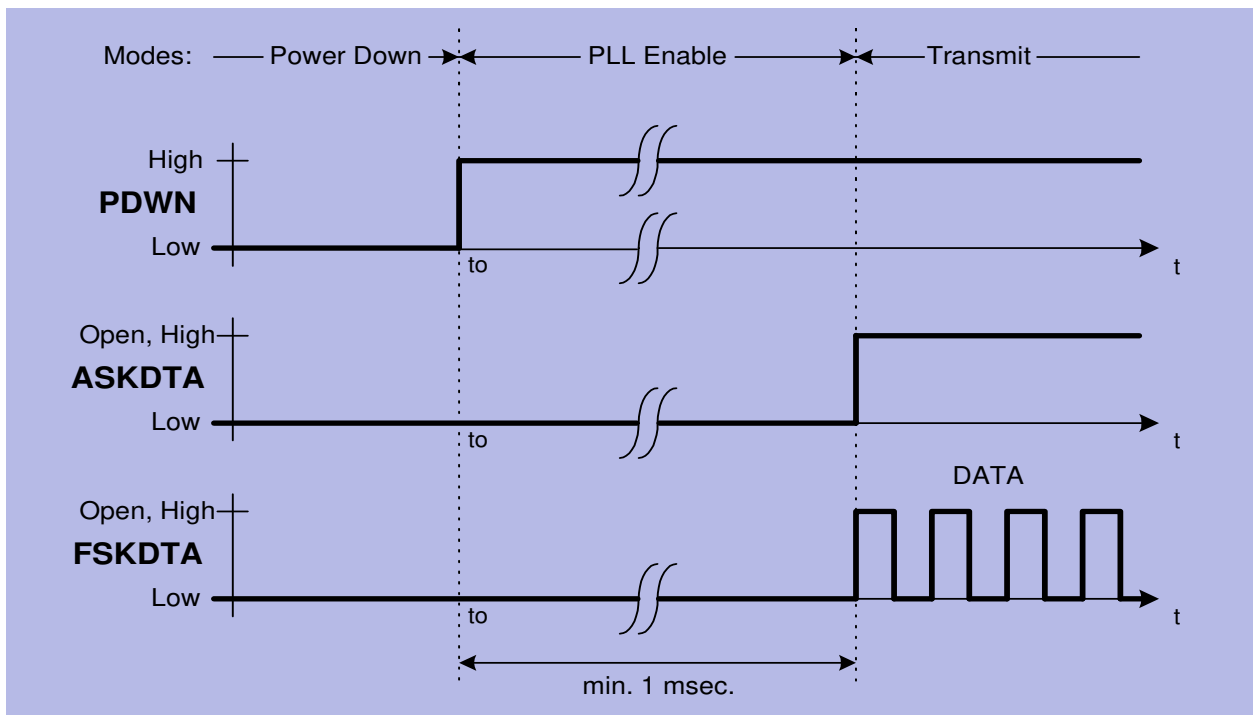 Modes: Power Down PLL Enable Transmit
High
PDWN
Low
to
t
Open, High
ASKDTA
Low
to
t
DATA
Open, High
FSKDTA
Low
to
t
min. 1 msec.